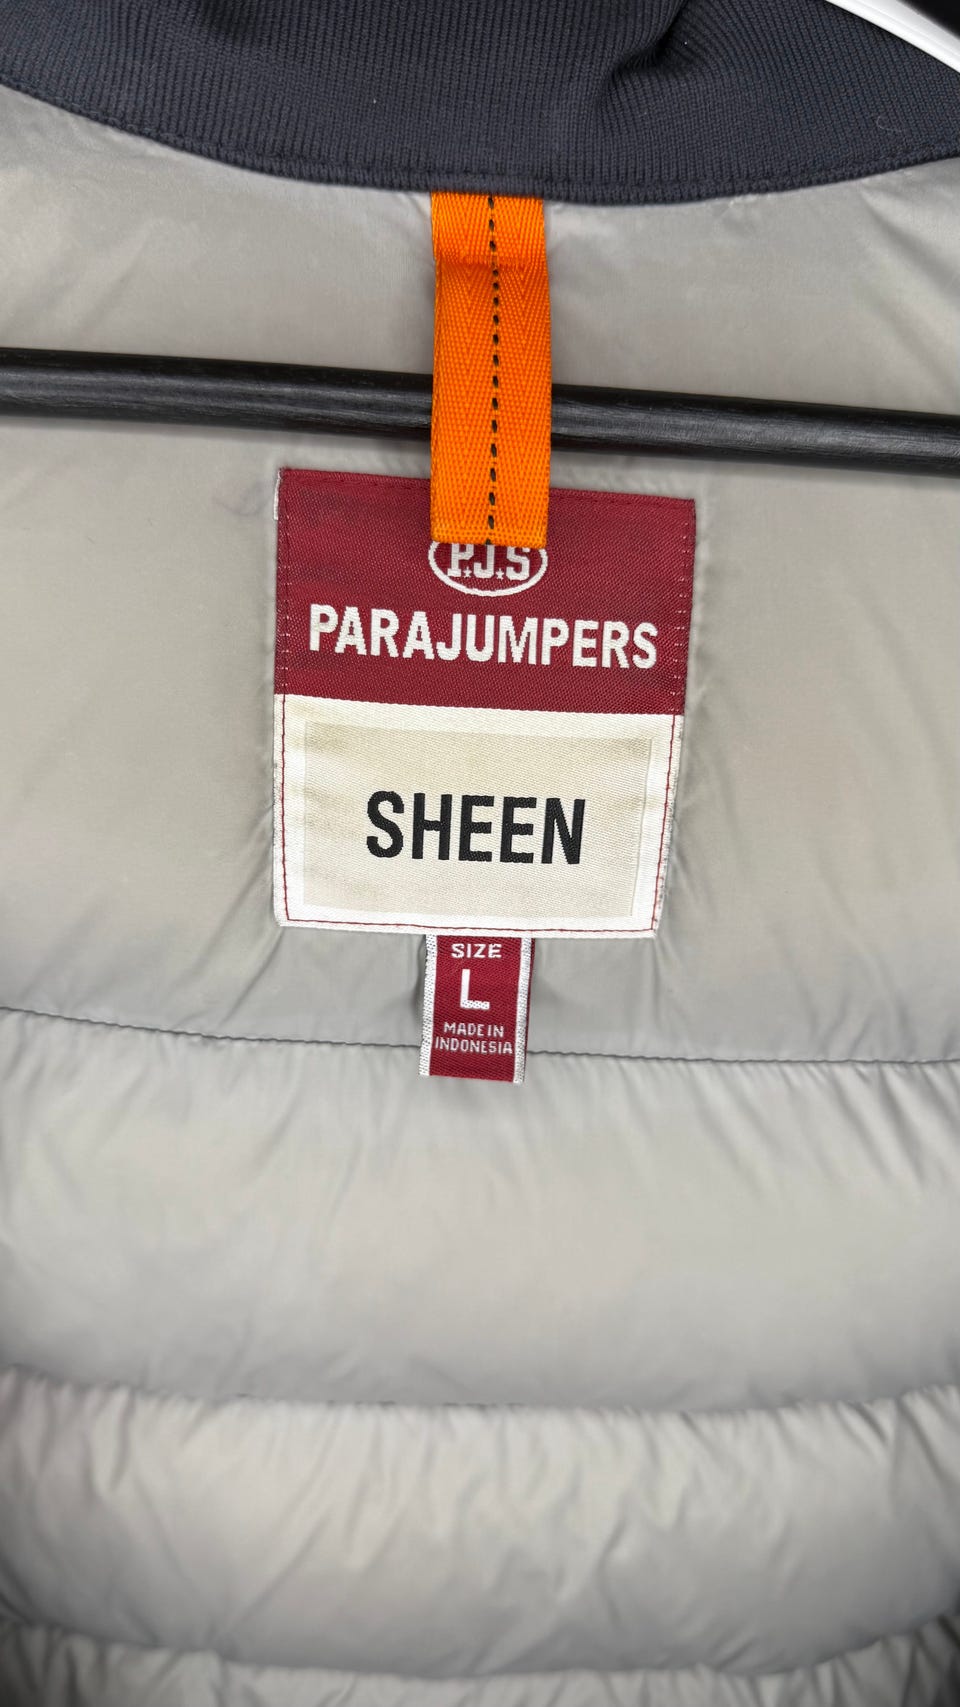 P.J.S
PARAJUMPERS
SHEEN
SIZE
L
MADE IN
INDONESIA